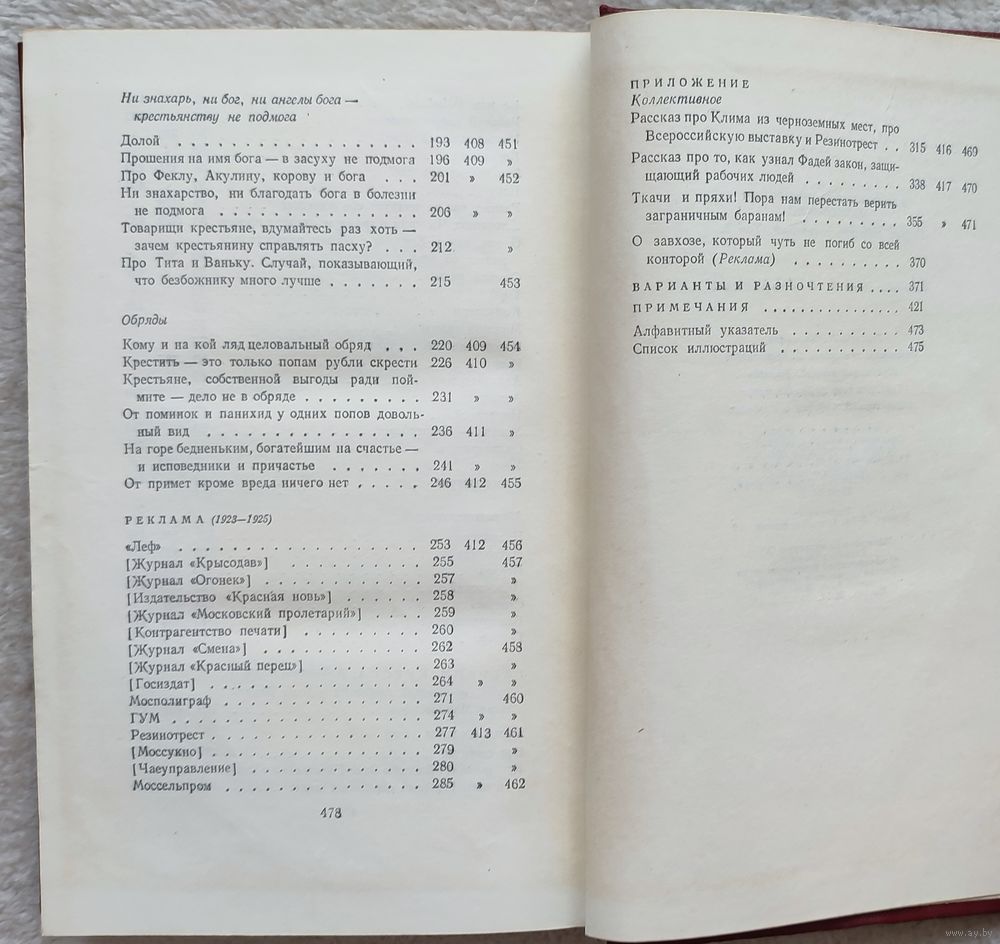 Ни знахарь, ни бог, ни ангелы бога —
крестьянству не подмога
Долой . . . . . . . . . . . . . . . . 193 408 451
Прошения на имя бога — в засуху не подмога 196 409 »
Про Феклу, Акулину, корову и бога . . . 201 » 452
Ни знахарство, ни благодать бога в болезни
не подмога . . . . . . . . . . . . . . 206 » »
Товарищи крестьяне, вдумайтесь раз хоть —
зачем крестьянину справлять пасху? . . . 212 »
Про Тита и Ваньку. Случай, показывающий,
что безбожнику много лучше . . . . . . 215 453
Обряды
Кому и на кой ляд целовальный обряд . . . 220 409 454
Крестить — это только попам рубли скрести 226 410 »
Крестьяне, собственной выгоды ради пой-
мите — дело не в обряде . . . . . . . . . 231 » »
От поминок и панихид у одних попов доволь-
ный вид . . . . . . . . . . . . . . . 236 411 »
На горе бедненьким, богатейшим на счастье —
и исповедники и причастье . . . . . . . 241 » »
От примет кроме вреда ничего нет . . . . . 246 412 455
РЕКЛАМА (1923—1925)
«Леф» . . . . . . . . . . . . . . . . . 253 412 456
[Журнал «Крысодав»] . . . . . . . . . . 255 457
[Журнал «Огонек»] . . . . . . . . . . . 257 »
[Издательство «Красная новь»] . . . . . . 258 »
[Журнал «Московский пролетарий»] . . . . 259 »
[Контрагентство печати] . . . . . . . . . 260 »
[Журнал «Смена»] . . . . . . . . . . . 262 458
[Журнал «Красный перец»] . . . . . . . . 263 »
[Госиздат] . . . . . . . . . . . . . . . 264 » »
Мосполиграф . . . . . . . . . . . . . . 271 460
ГУМ . . . . . . . . . . . . . . . . . . 274 » »
Резинотрест . . . . . . . . . . . . . . . 277 413 461
[Моссукно] . . . . . . . . . . . . . . . 279 »
[Чаеуправление] . . . . . . . . . . . . 280 »
Моссельпром . . . . . . . . . . . . . . 285 » 462
478
ПРИЛОЖЕНИЕ
Коллективное
Рассказ про Клима из черноземных мест, про
Всероссийскую выставку и Резинотрест . . 315 416 469
Рассказ про то, как узнал Фадей закон, защи-
щающий рабочих людей . . . . . . . . . 338 417 470
Ткачи и пряхи! Пора нам перестать верить
заграничным баранам! . . . . . . . . . 355 » 471
О завхозе, который чуть не погиб со всей
конторой (Реклама) . . . . . . . . . . 370
ВАРИАНТЫ И РАЗНОЧТЕНИЯ . . . . 371
ПРИМЕЧАНИЯ . . . . . . . . . . . . . . 421
Алфавитный указатель . . . . . . . . . . 473
Список иллюстраций . . . . . . . . . . . 475
www.ay.by